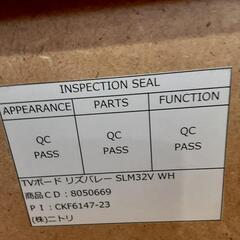 INSPECTION SEAL
APPEARANCE PARTS FUNCTION
QC PASS QC PASS QC PASS
TVボード リズバレー SLM32V WH
商品CD：8050669
PI：CKF6147-23
(株)ニトリ